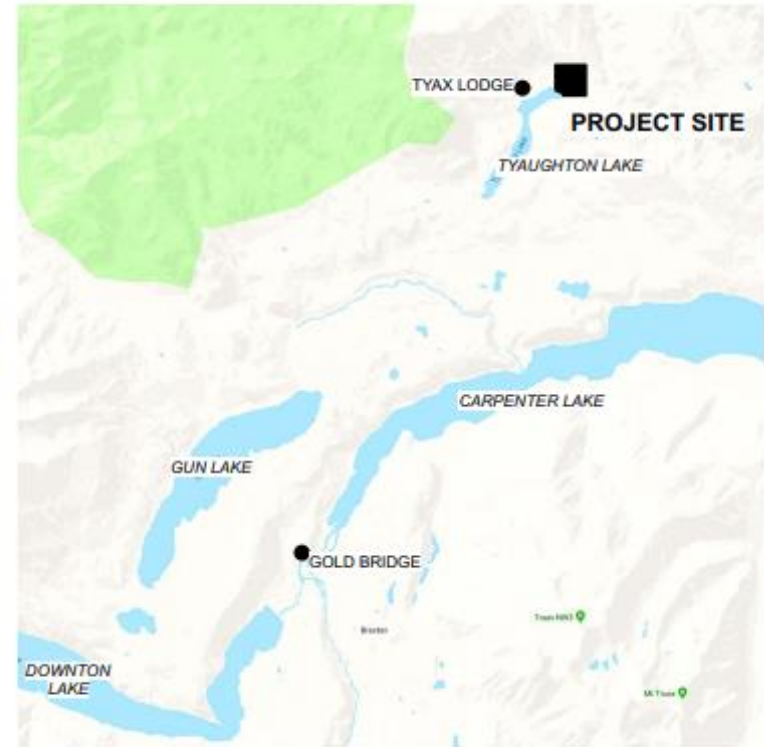 TYAX LODGE
PROJECT SITE
TYAUGHTON LAKE
CARPENTER LAKE
GUN LAKE
GOLD BRIDGE
DOWNTON
LAKE